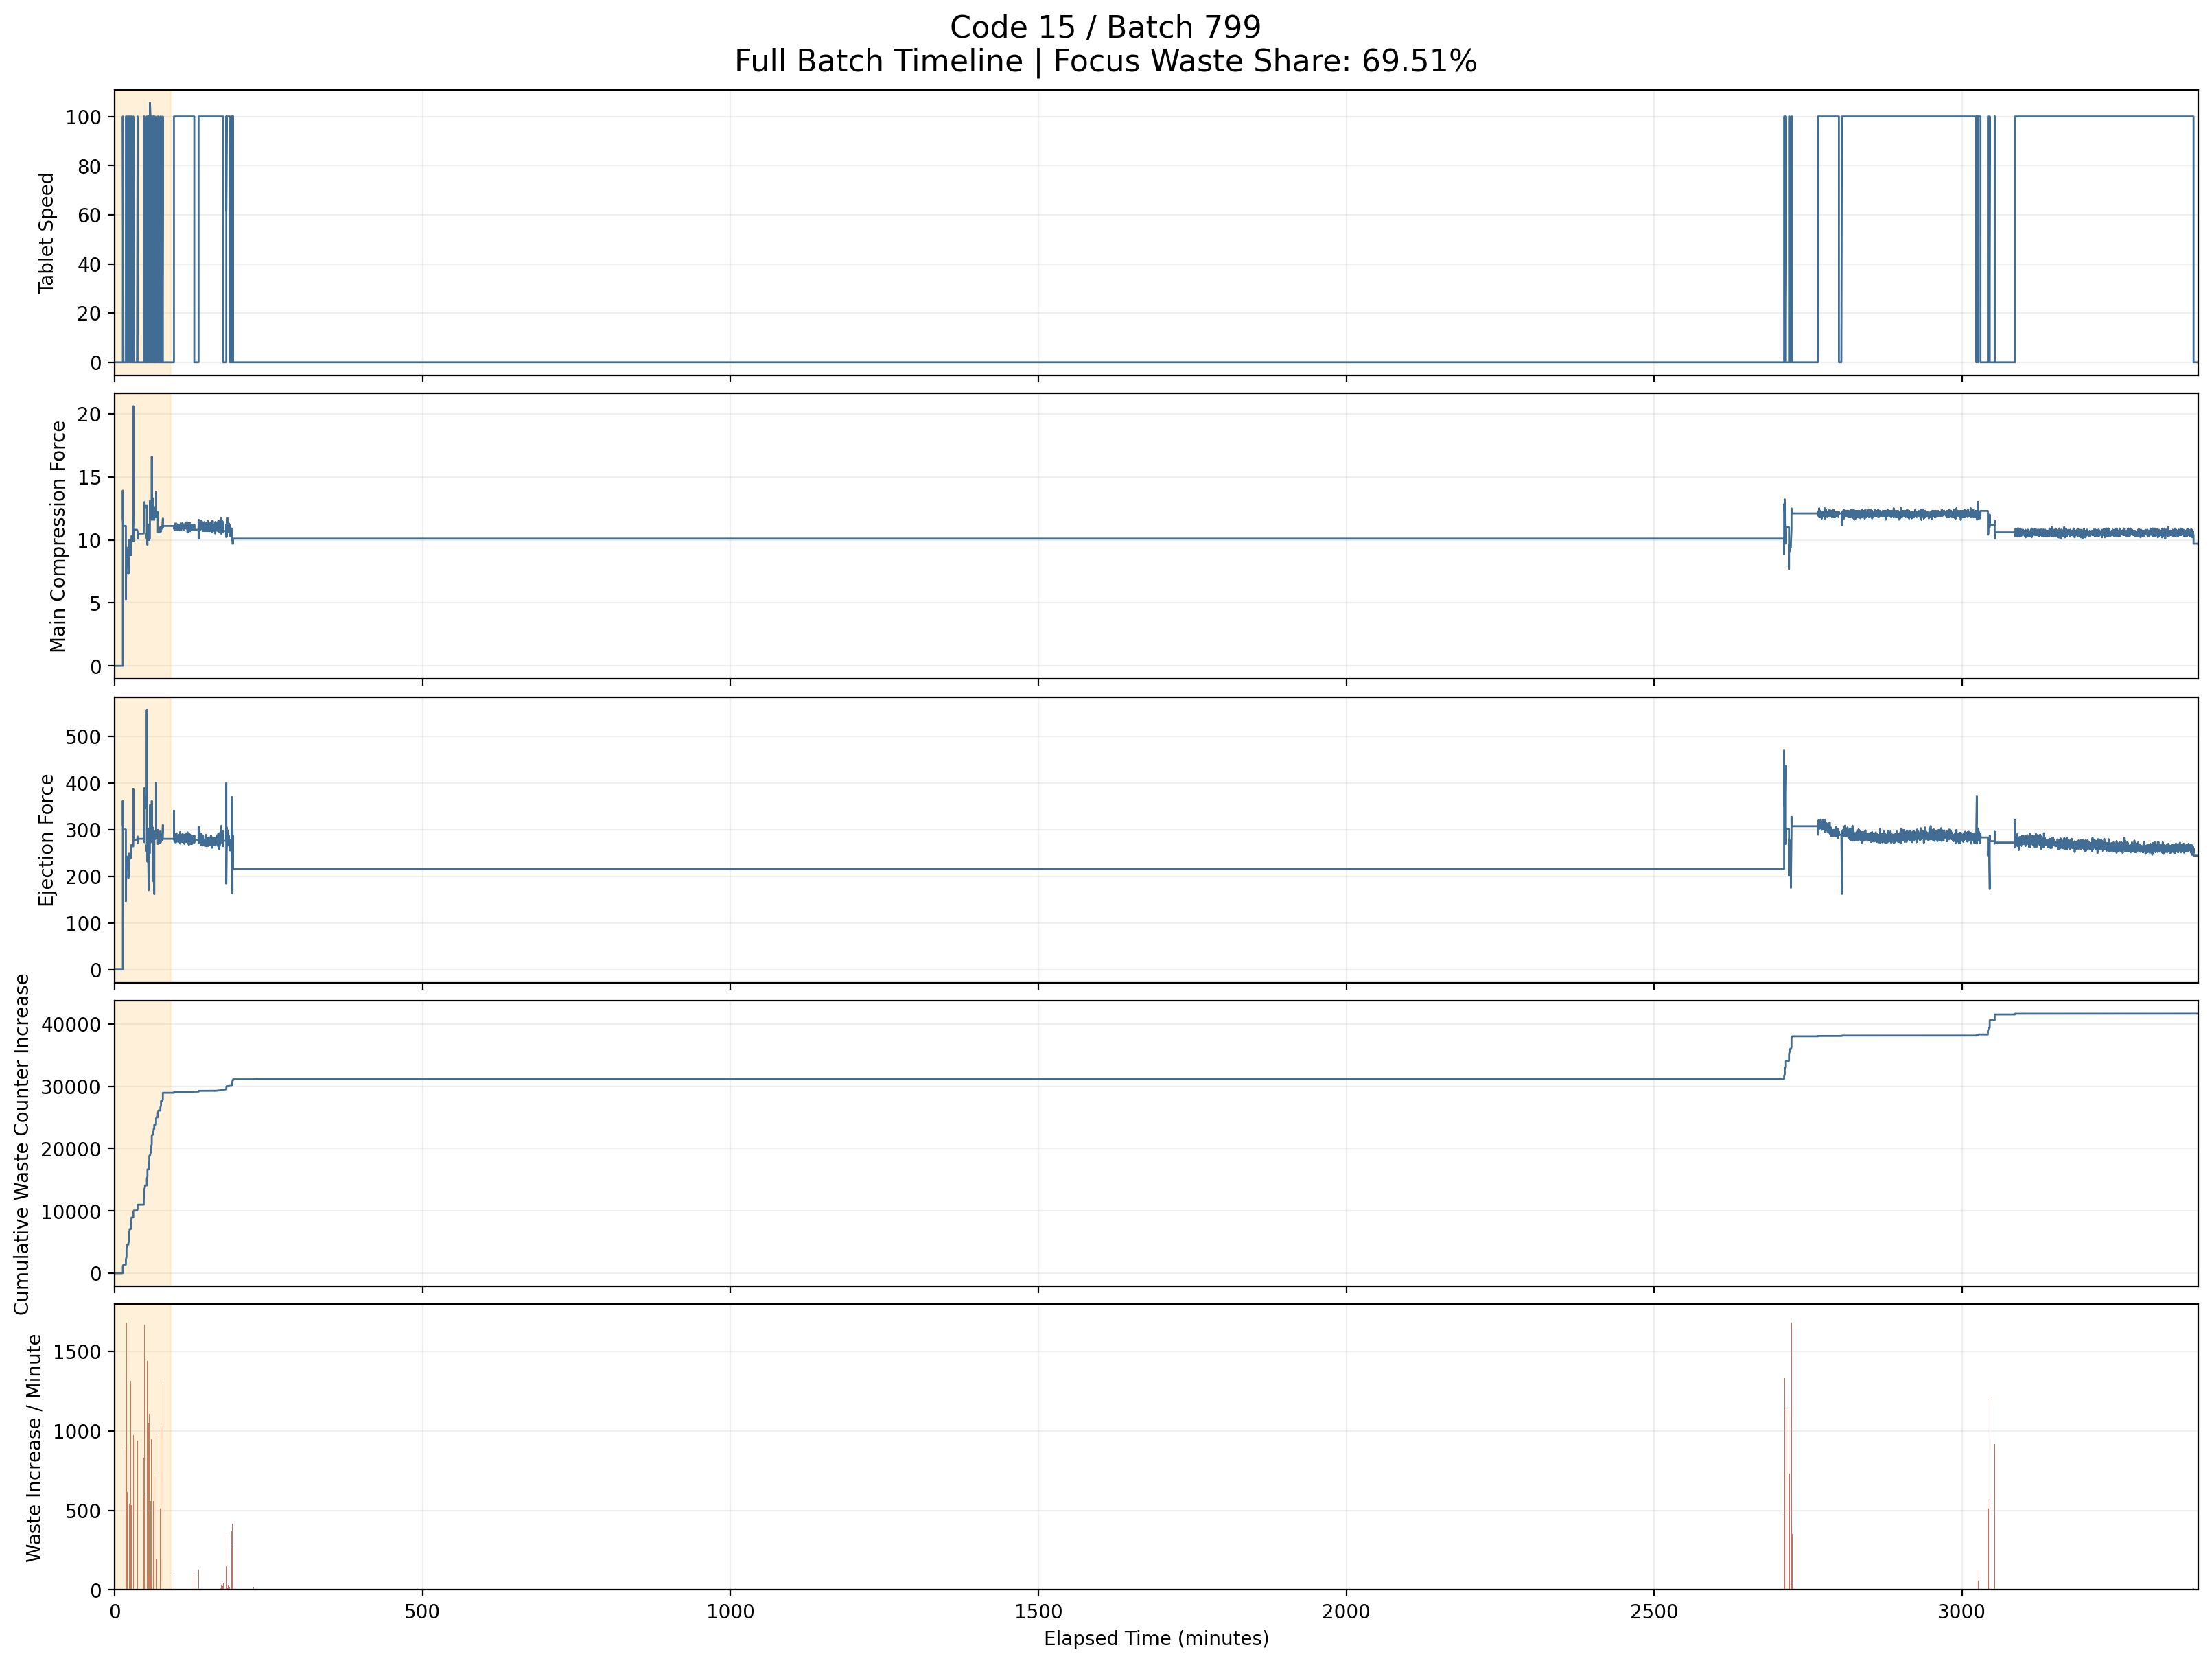 Code 15 / Batch 799
Full Batch Timeline | Focus Waste Share: 69.51%
Tablet Speed
100
80
60
40
20
0
Main Compression Force
20
15
10
5
0
Ejection Force
500
400
300
200
100
0
Cumulative Waste Counter Increase
40000
30000
20000
10000
0
Waste Increase / Minute
1500
1000
500
0
0 500 1000 1500 2000 2500 3000
Elapsed Time (minutes)